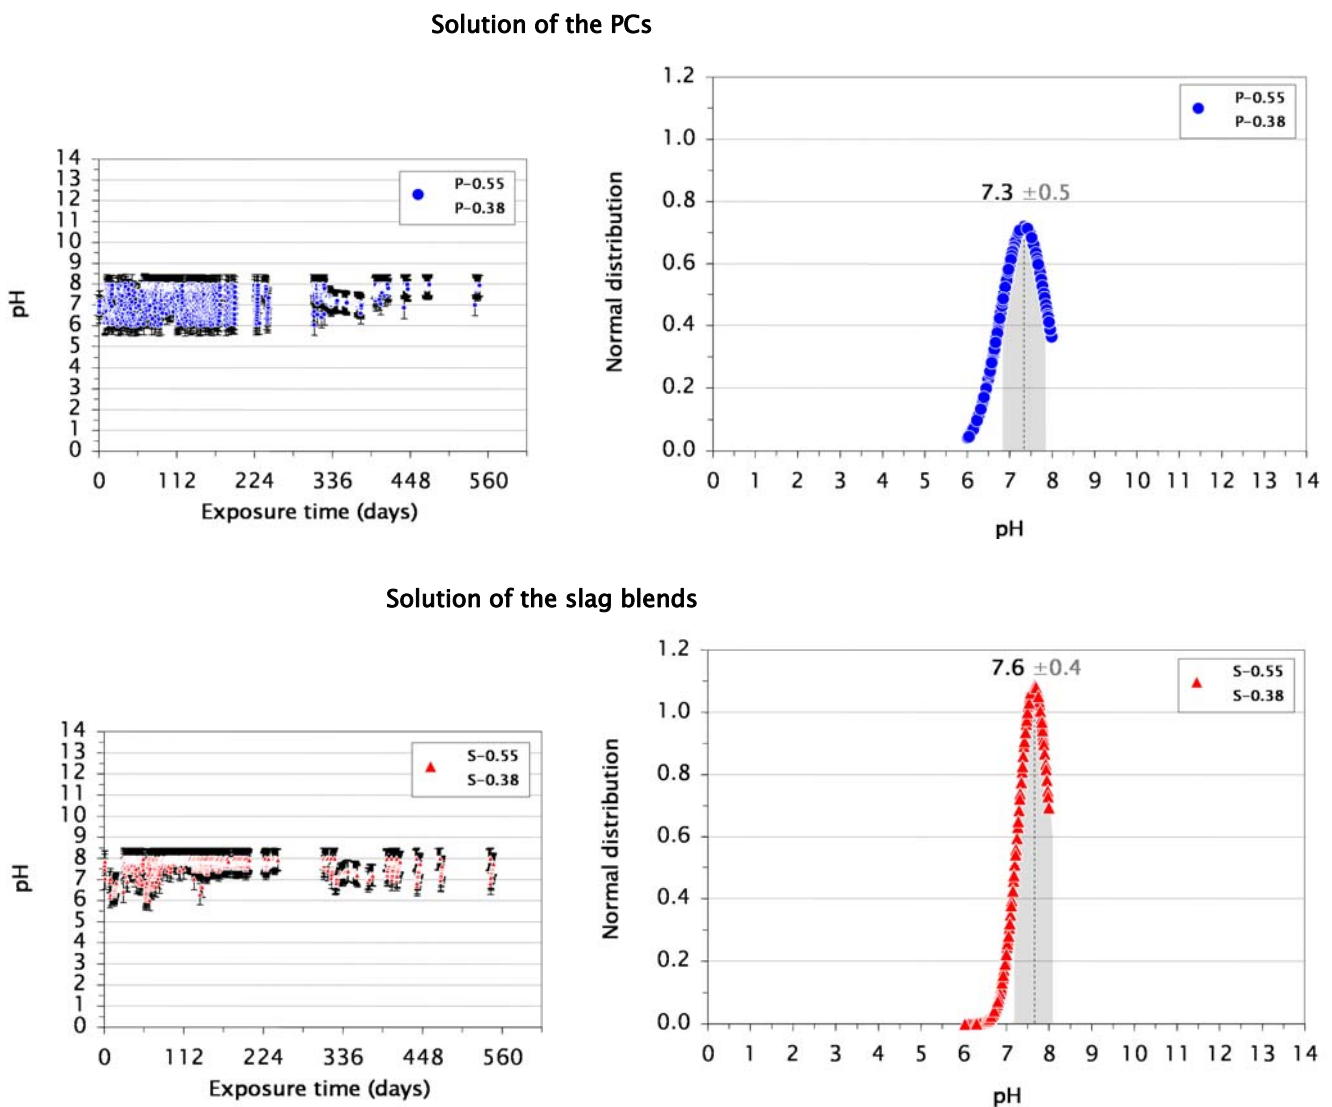 Solution of the PCs
14
13
12
11
10
9
8
7
6
5
4
3
2
1
0
pH
P-0.55
P-0.38
0 112 224 336 448 560
Exposure time (days)
1.2
1.0
0.8
0.6
0.4
0.2
0.0
Normal distribution
P-0.55
P-0.38
7.3 ±0.5
0 1 2 3 4 5 6 7 8 9 10 11 12 13 14
pH
Solution of the slag blends
14
13
12
11
10
9
8
7
6
5
4
3
2
1
0
pH
S-0.55
S-0.38
0 112 224 336 448 560
Exposure time (days)
1.2
1.0
0.8
0.6
0.4
0.2
0.0
Normal distribution
7.6 ±0.4
S-0.55
S-0.38
0 1 2 3 4 5 6 7 8 9 10 11 12 13 14
pH